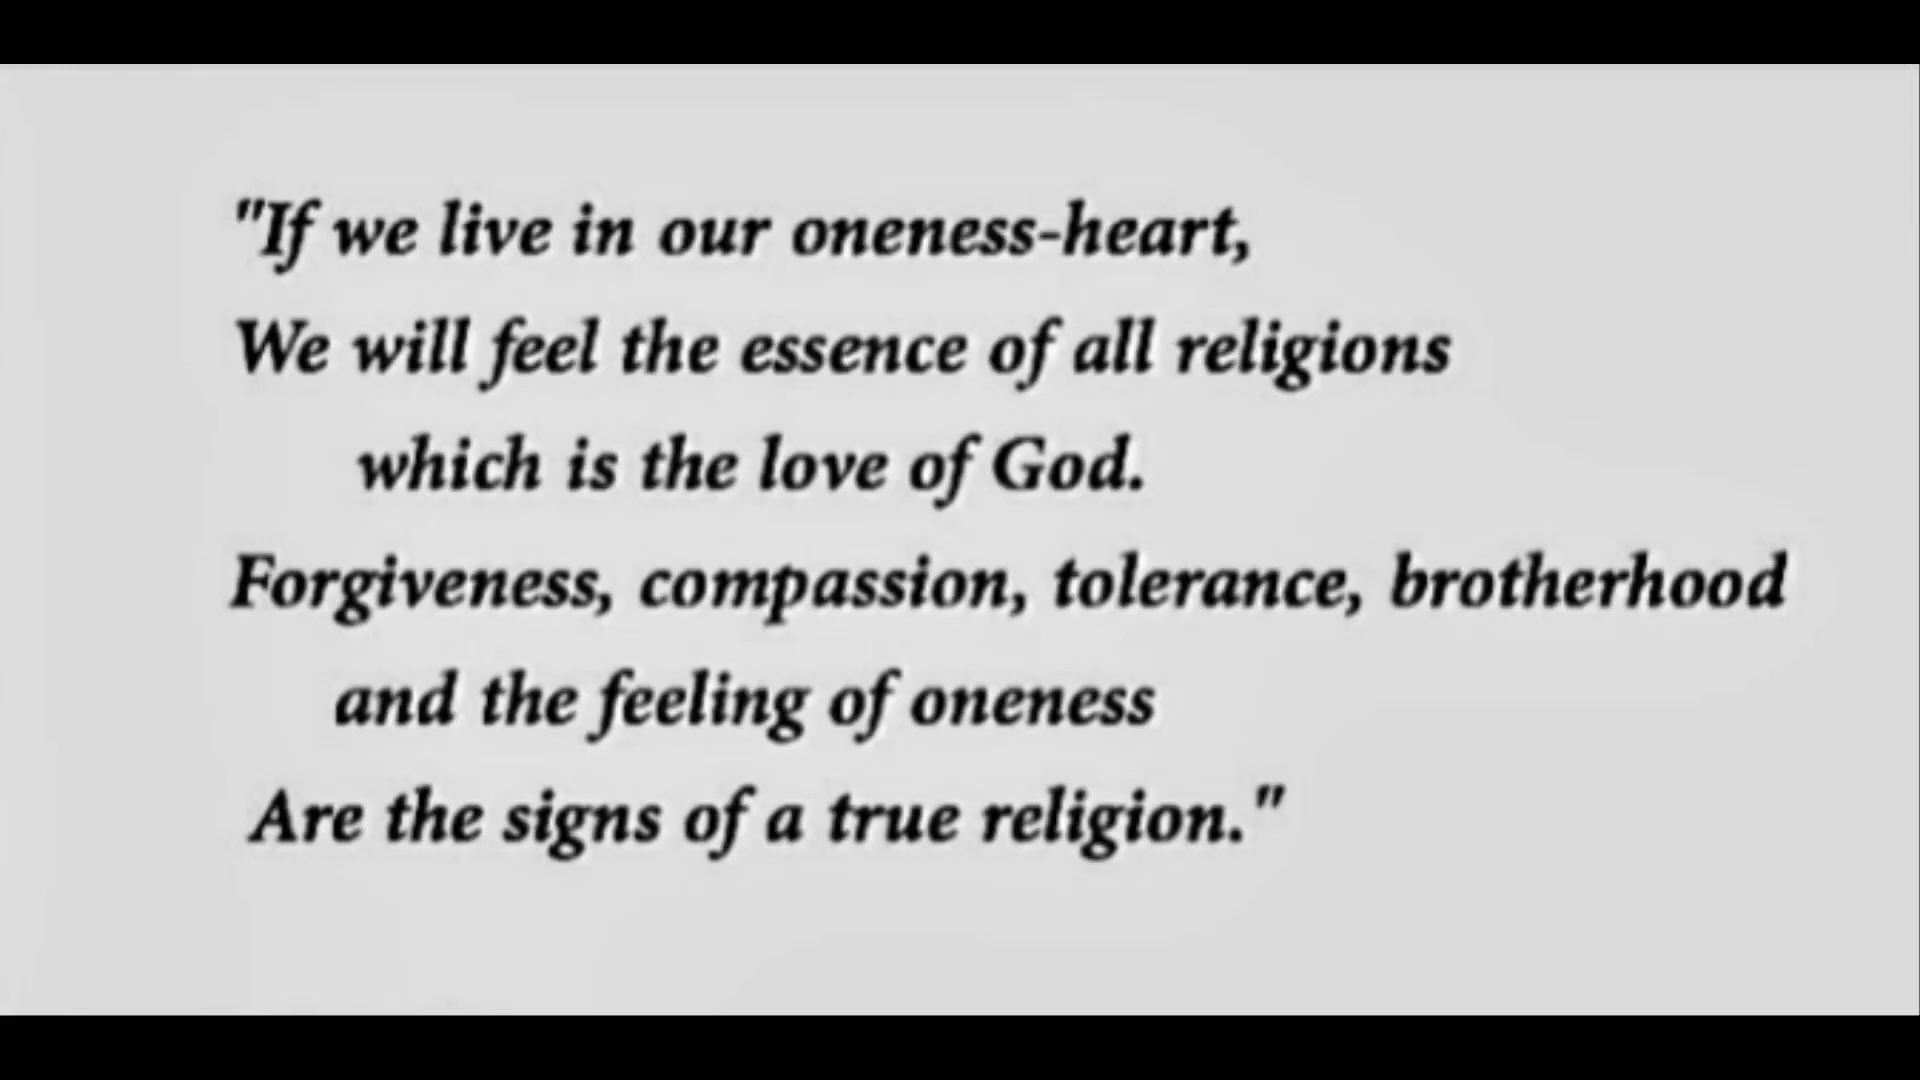 "If we live in our oneness-heart,
We will feel the essence of all religions
which is the love of God.
Forgiveness, compassion, tolerance, brotherhood
and the feeling of oneness
Are the signs of a true religion."